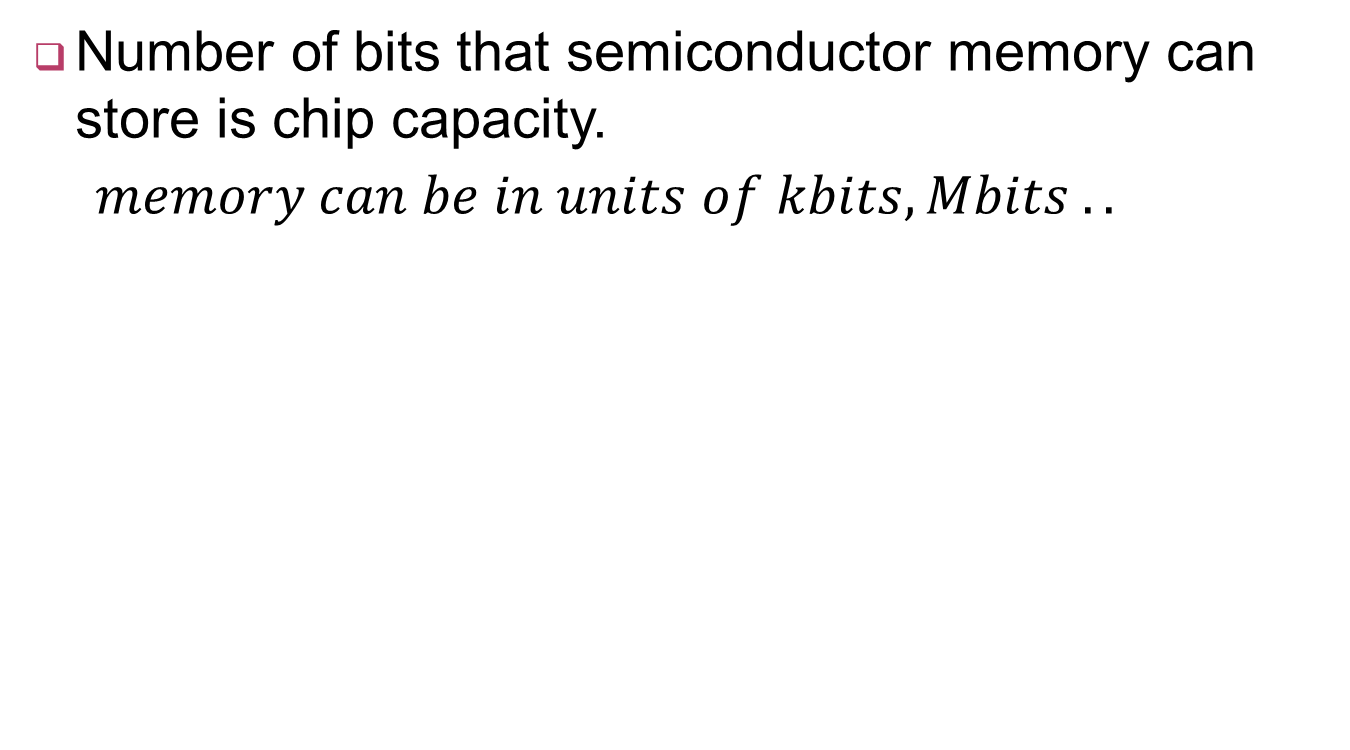 ❑ Number of bits that semiconductor memory can
store is chip capacity.
memory can be in units of kbits, Mbits ..